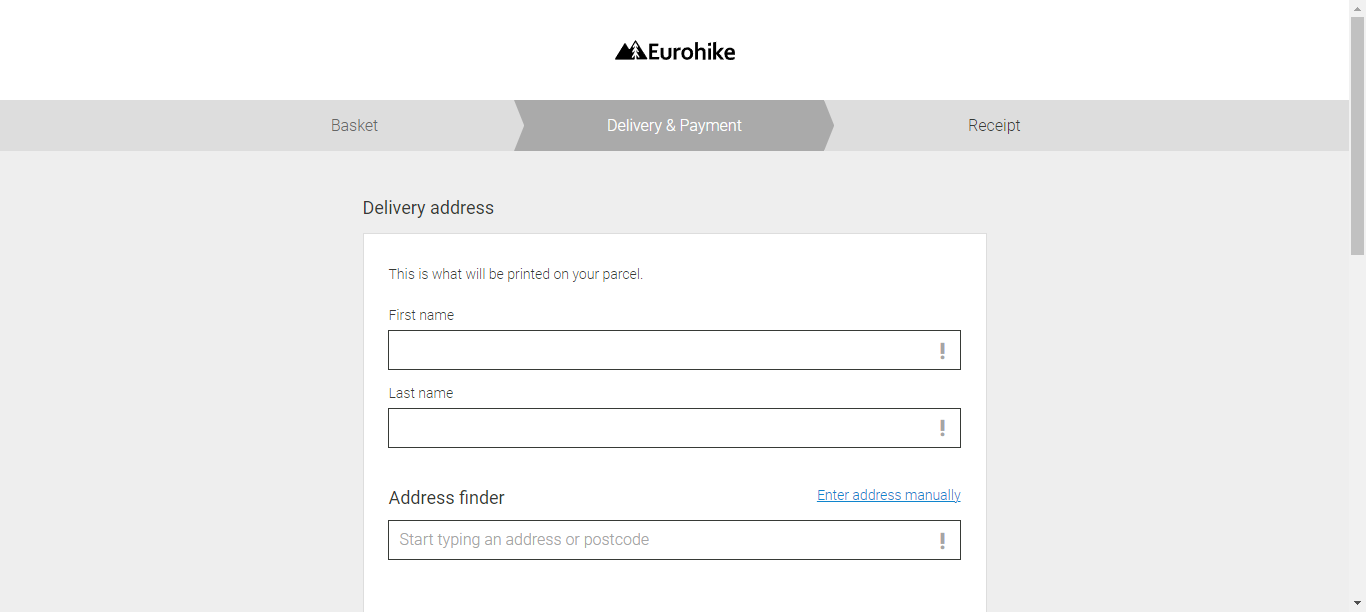 Eurohike
Basket
Delivery & Payment
Receipt
Delivery address
This is what will be printed on your parcel.
First name
Last name
Address finder
Enter address manually
Start typing an address or postcode